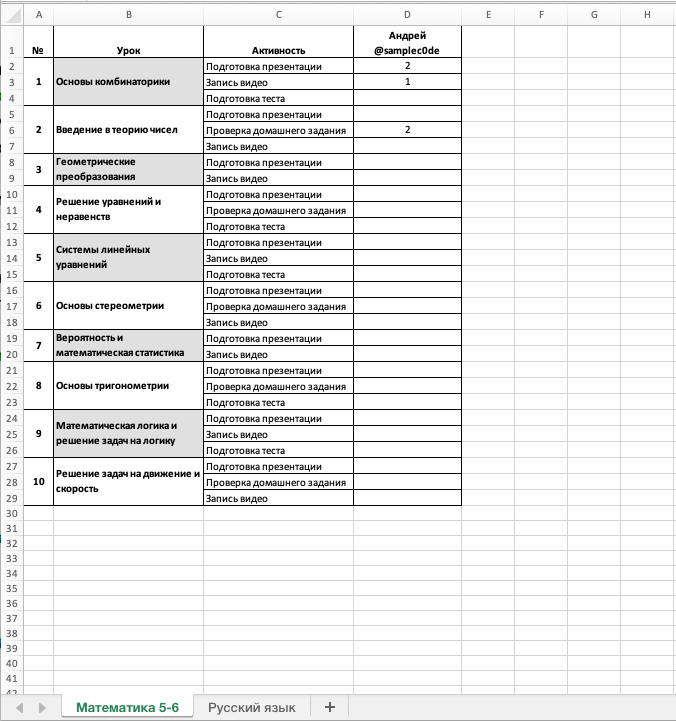 A B C D E F G H
1 № Урок Активность Андрей
@samplec0de
2 Подготовка презентации 2
3 1 Основы комбинаторики Запись видео 1
4 Подготовка теста
5 Подготовка презентации
6 2 Введение в теорию чисел Проверка домашнего задания 2
7 Запись видео
8 3 Геометрические Подготовка презентации
9 преобразования Запись видео
10 Подготовка презентации
11 4 Решение уравнений и
неравенств Проверка домашнего задания
12 Подготовка теста
13 Подготовка презентации
14 5 Системы линейных
уравнений Запись видео
15 Подготовка теста
16 Подготовка презентации
17 6 Основы стереометрии Проверка домашнего задания
18 Запись видео
19 7 Вероятность и Подготовка презентации
20 математическая статистика Запись видео
21 Подготовка презентации
22 8 Основы тригонометрии Проверка домашнего задания
23 Подготовка теста
24 Подготовка презентации
25 9 Математическая логика и
решение задач на логику Запись видео
26 Подготовка теста
27 Подготовка презентации
28 10 Решение задач на движение и
скорость Проверка домашнего задания
29 Запись видео
30
31
32
33
34
35
36
37
38
39
40
41
42
Математика 5-6 Русский язык +